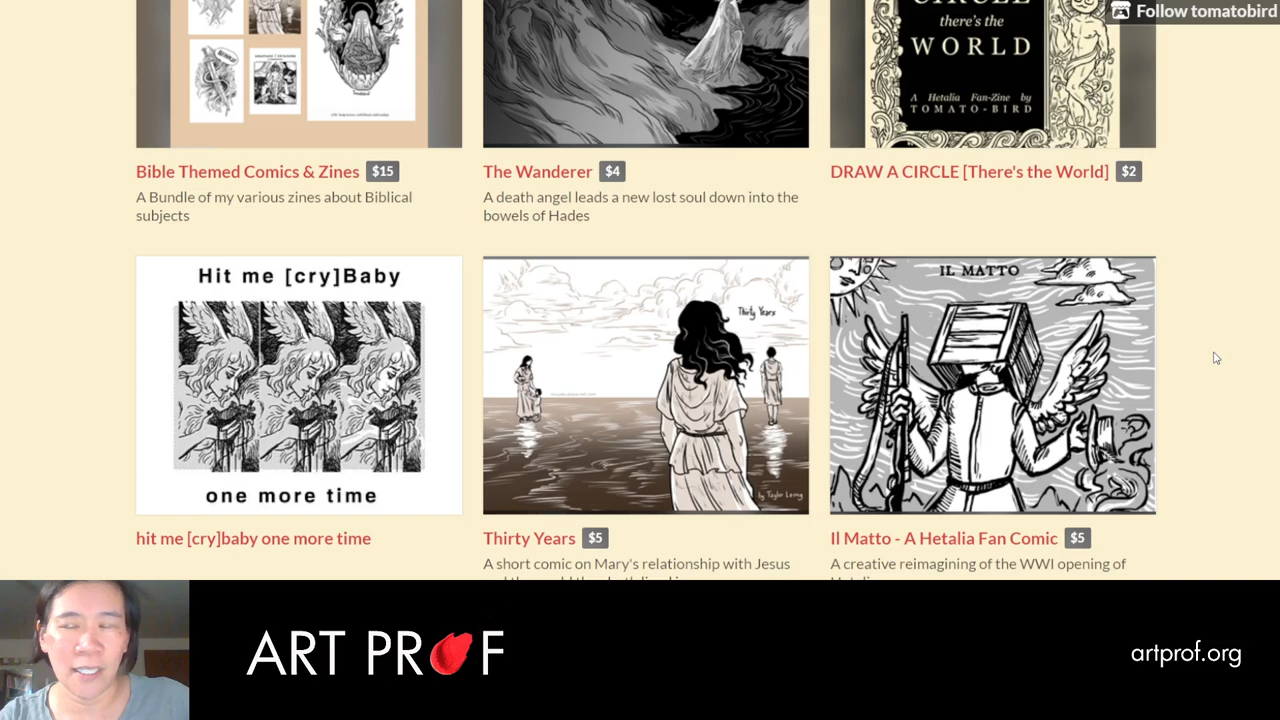 CIRCLE
there's the
WORLD
A Hetalia Fan-Zine by
TOMATO-BIRD
Follow tomatobird
Bible Themed Comics & Zines $15
A Bundle of my various zines about Biblical
subjects
The Wanderer $4
A death angel leads a new lost soul down into the
bowels of Hades
DRAW A CIRCLE [There's the World] $2
Hit me [cry]Baby
one more time
hit me [cry]baby one more time
Thirty Years
by Taylor Leong
Thirty Years $5
A short comic on Mary's relationship with Jesus
IL MATTO
Il Matto - A Hetalia Fan Comic $5
A creative reimagining of the WWI opening of
ART PROF
artprof.org